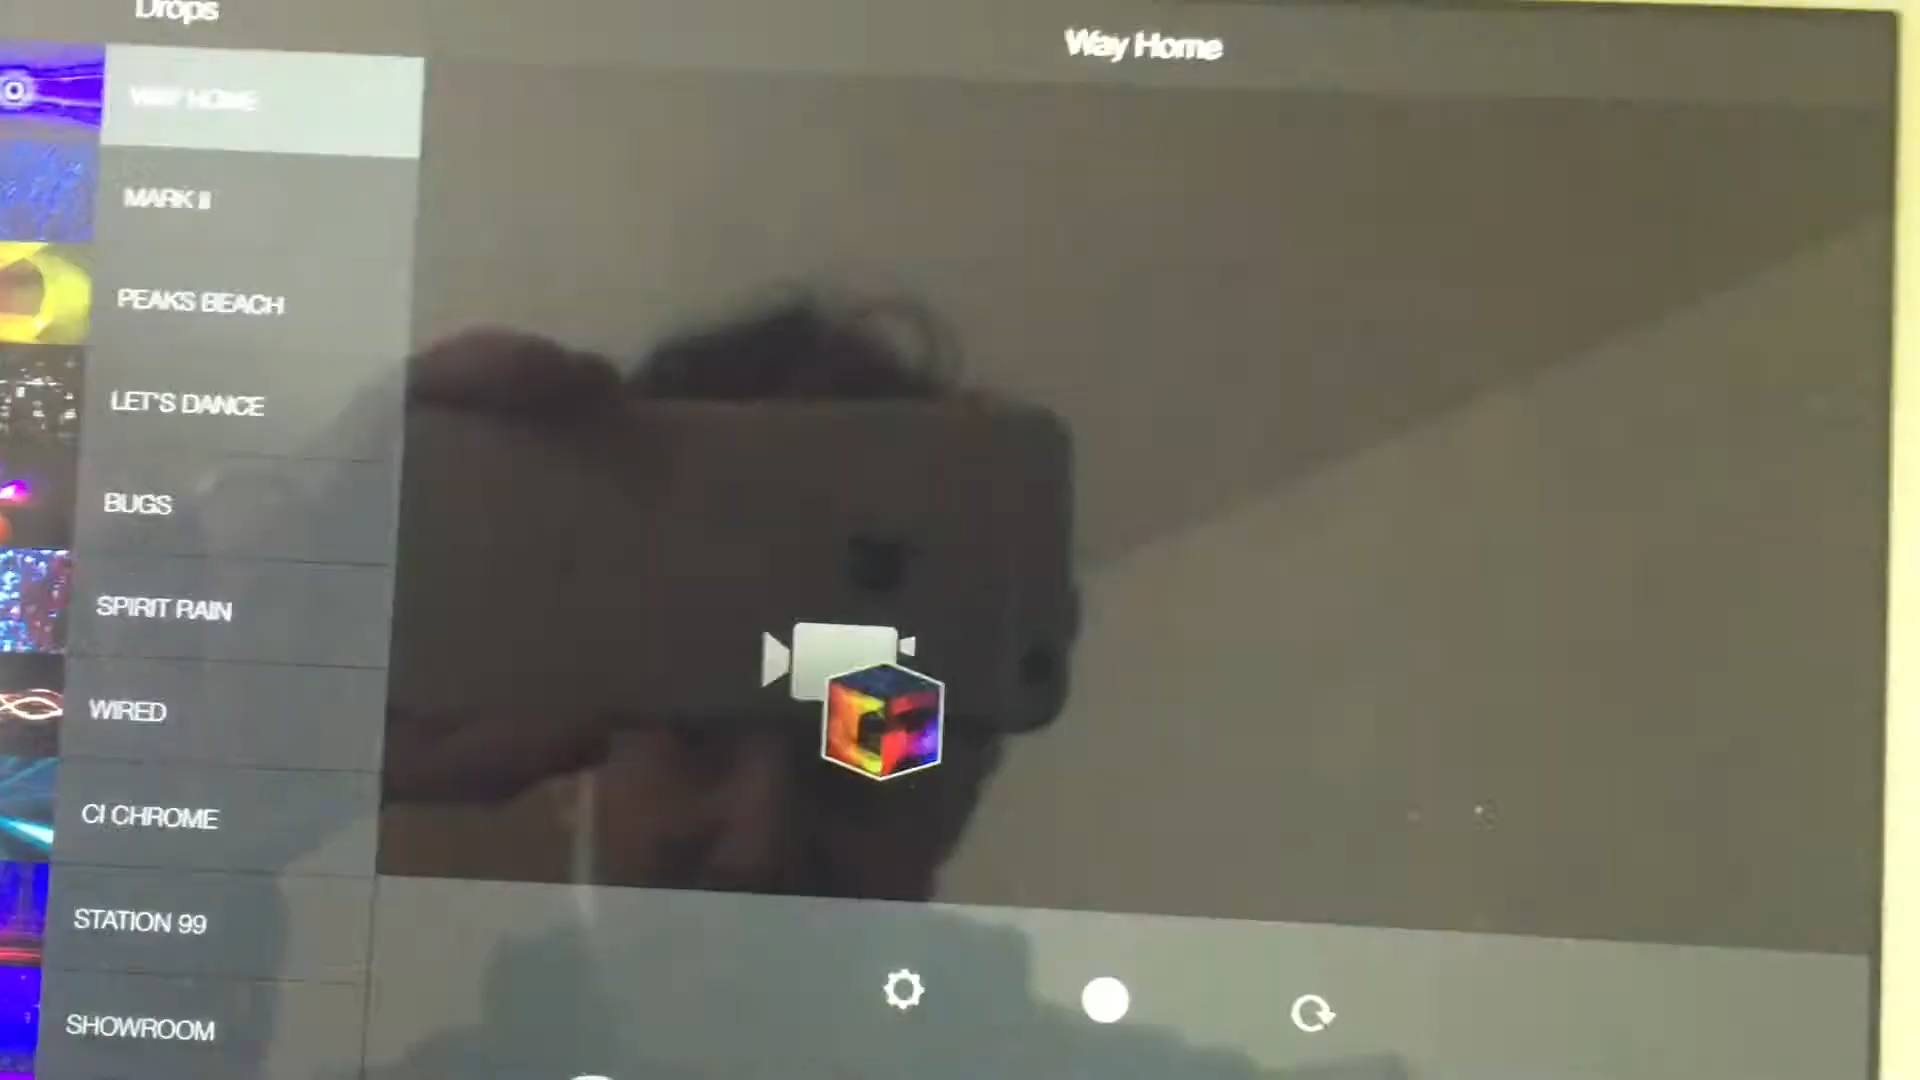 Drops
Way Home
WAY HOME
MARK II
PEAKS BEACH
LET'S DANCE
BUGS
SPIRIT RAIN
WIRED
CI CHROME
STATION 99
SHOWROOM